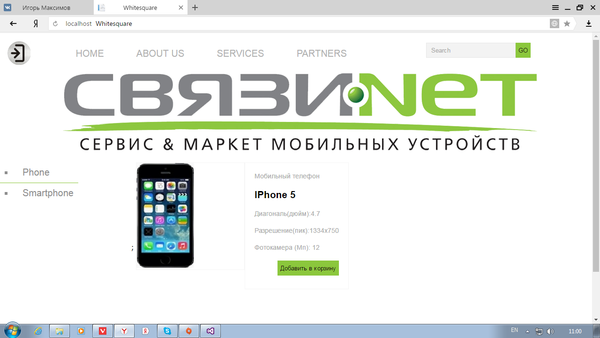 Игорь Максимов
Whitesquare
Я
localhost Whitesquare
HOME
ABOUT US
SERVICES
PARTNERS
Search
GO
СВЯЗИ.NET
СЕРВИС & МАРКЕТ МОБИЛЬНЫХ УСТРОЙСТВ
Phone
Smartphone
;
Мобильный телефон
IPhone 5
Диагональ(дюйм):4.7
Разрешение(пик):1334x750
Фотокамера (Мп): 12
Добавить в корзину
EN
11:00